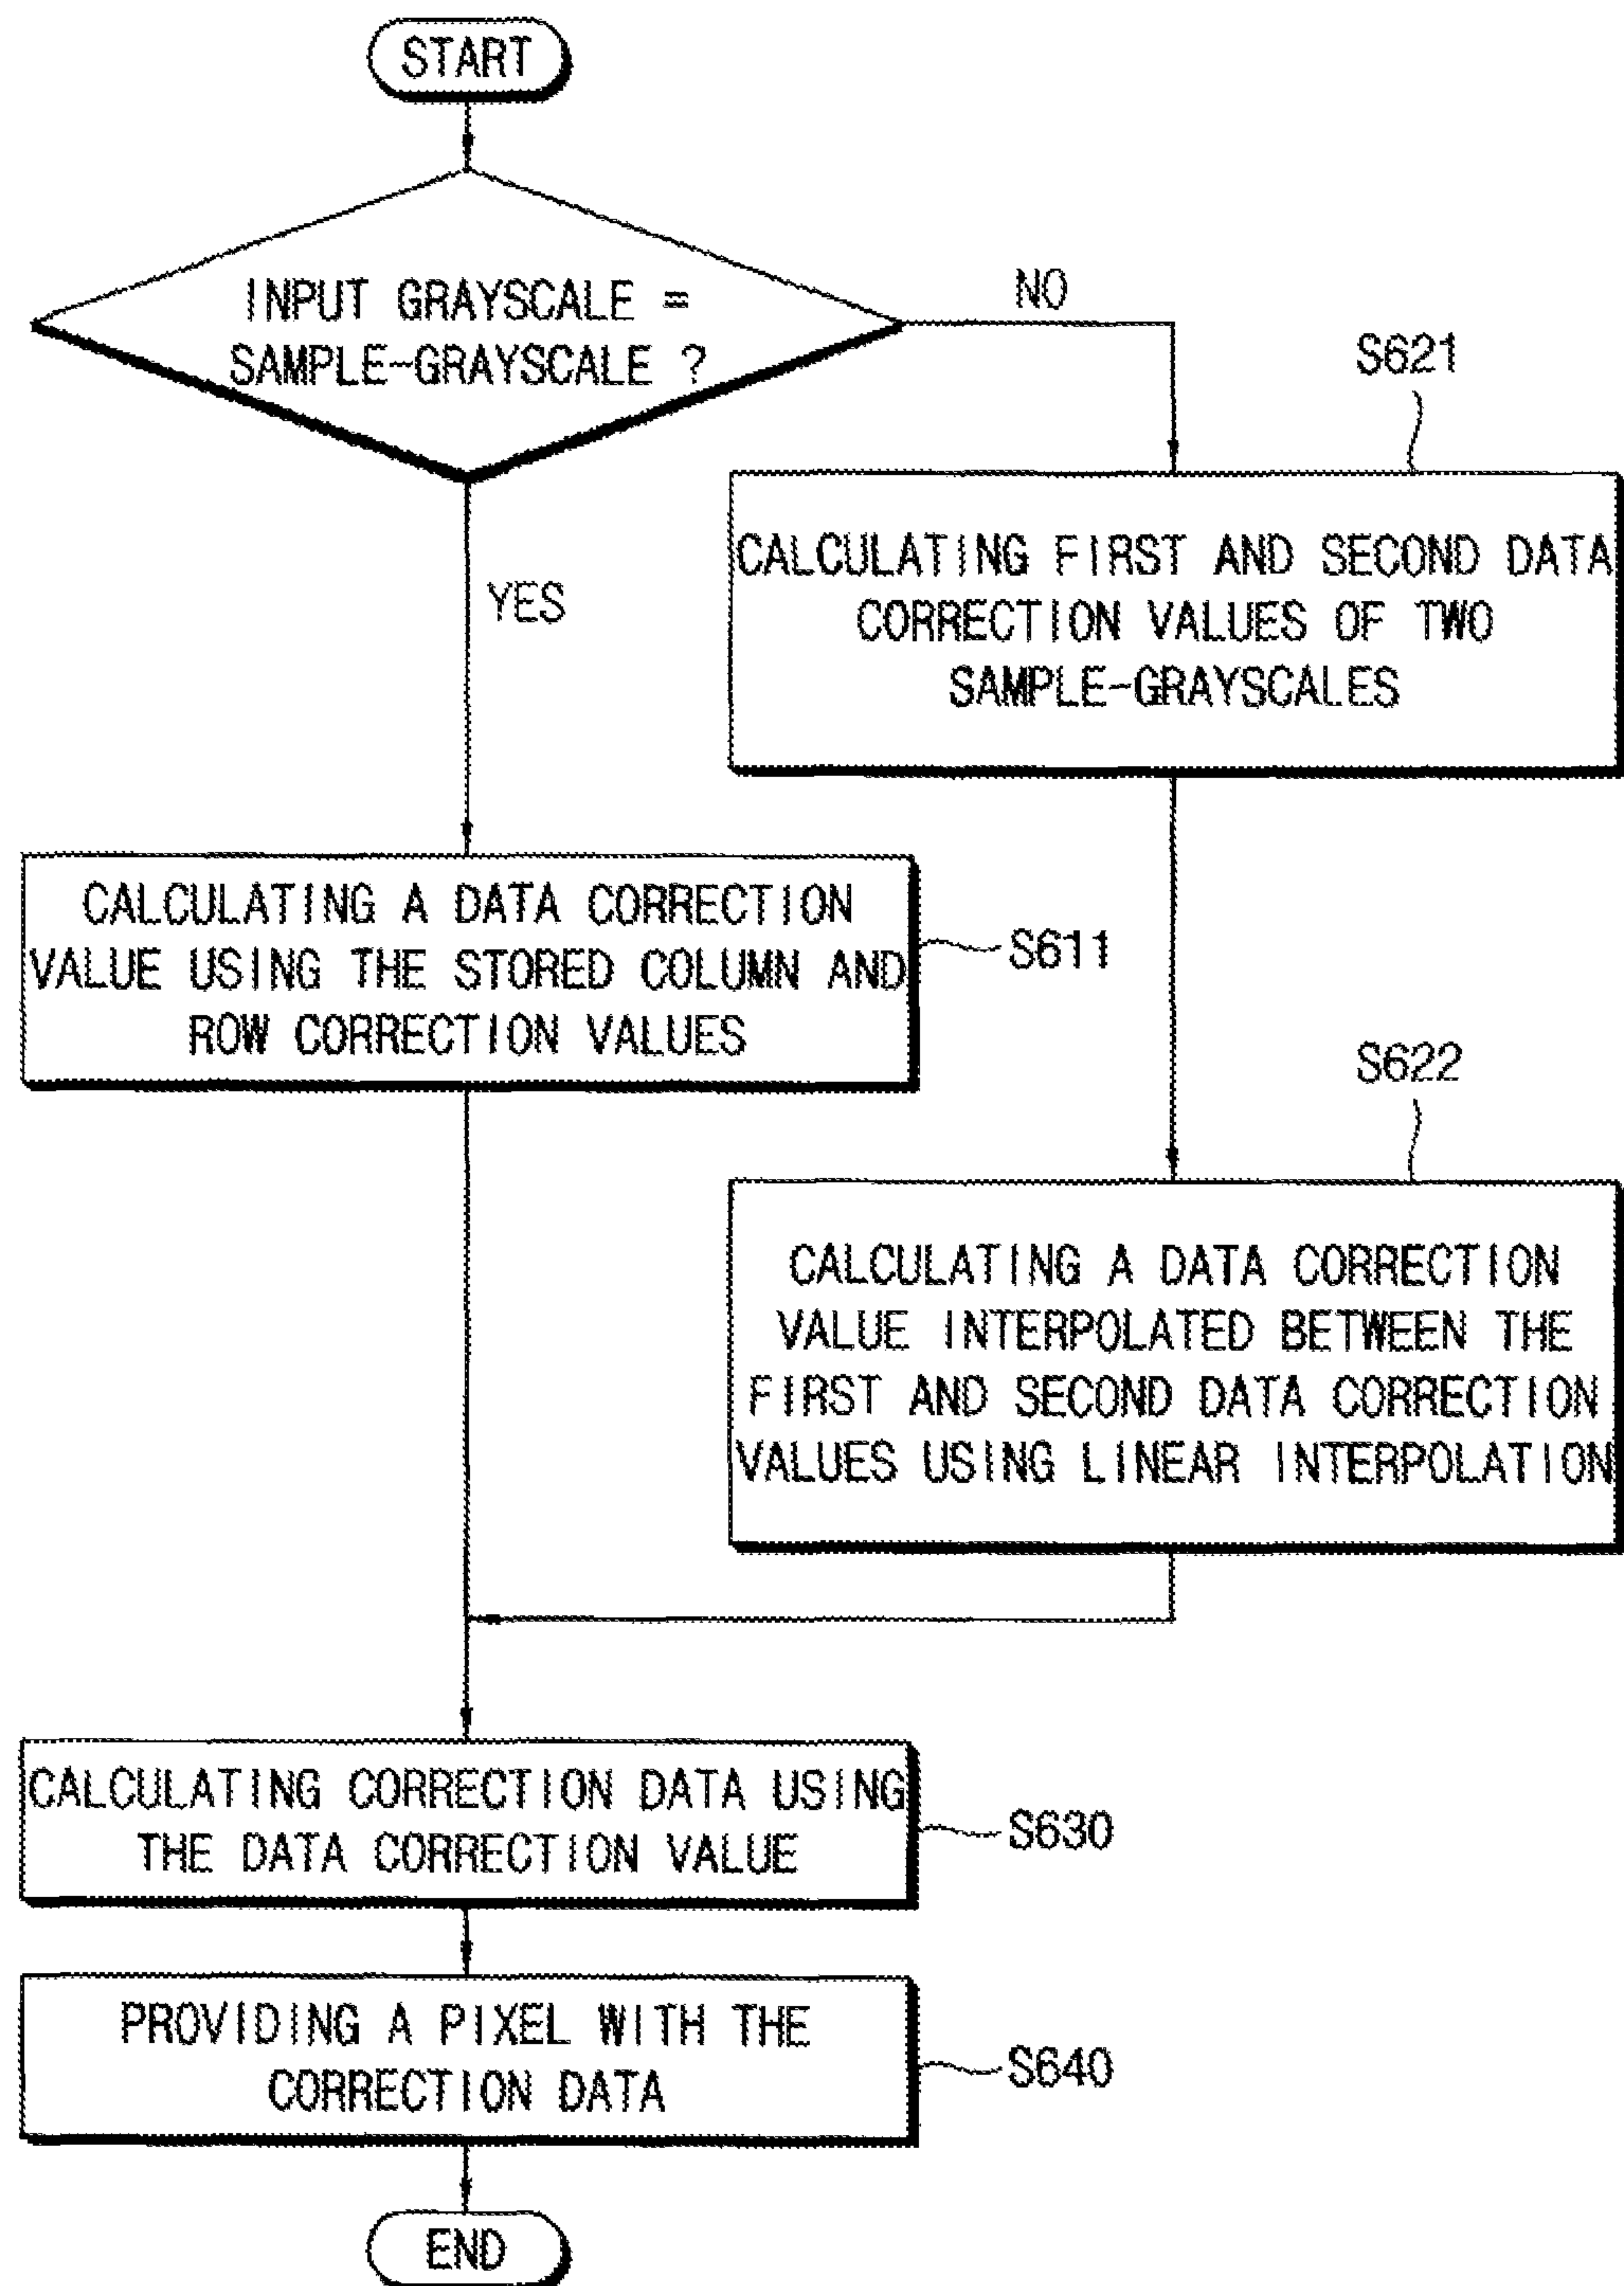 START
INPUT GRAYSCALE =
SAMPLE-GRAYSCALE ?
NO
YES
S621
CALCULATING FIRST AND SECOND DATA
CORRECTION VALUES OF TWO
SAMPLE-GRAYSCALES
CALCULATING A DATA CORRECTION
VALUE USING THE STORED COLUMN AND
ROW CORRECTION VALUES
S611
S622
CALCULATING A DATA CORRECTION
VALUE INTERPOLATED BETWEEN THE
FIRST AND SECOND DATA CORRECTION
VALUES USING LINEAR INTERPOLATION
CALCULATING CORRECTION DATA USING
THE DATA CORRECTION VALUE
S630
PROVIDING A PIXEL WITH THE
CORRECTION DATA
S640
END